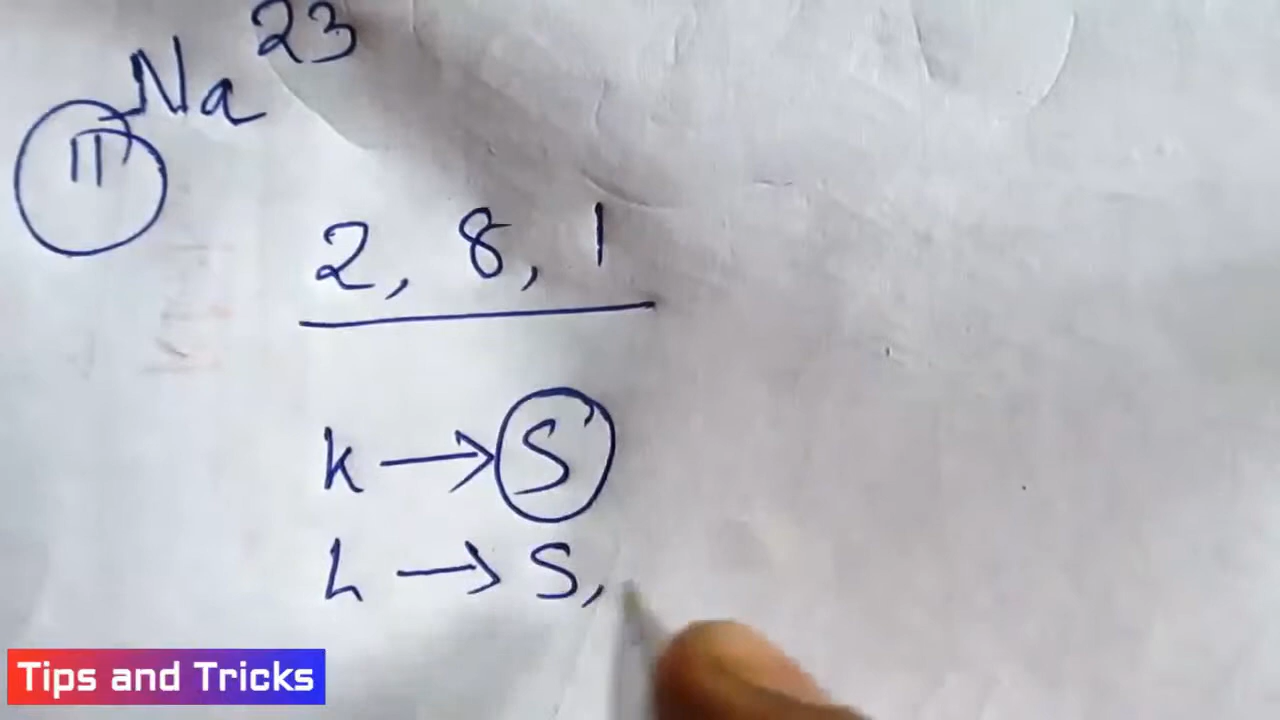 Na 23
11
2, 8, 1
K → S
L → S,
Tips and Tricks